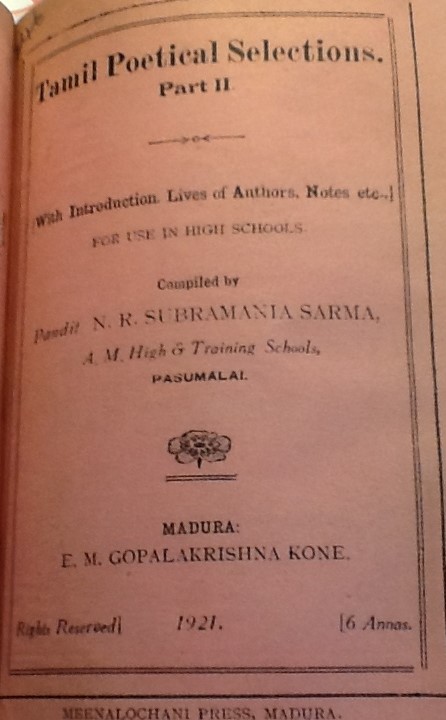 Tamil Poetical Selections.
Part II
[With Introduction, Lives of Authors, Notes etc.,]
FOR USE IN HIGH SCHOOLS.
Compiled by
Pandit N. R. SUBRAMANIA SARMA,
A. M. High & Training Schools,
PASUMALAI.
MADURA:
E. M. GOPALAKRISHNA KONE.
Rights Reserved] 1921. [6 Annas.
MEENALOCHANI PRESS, MADURA.